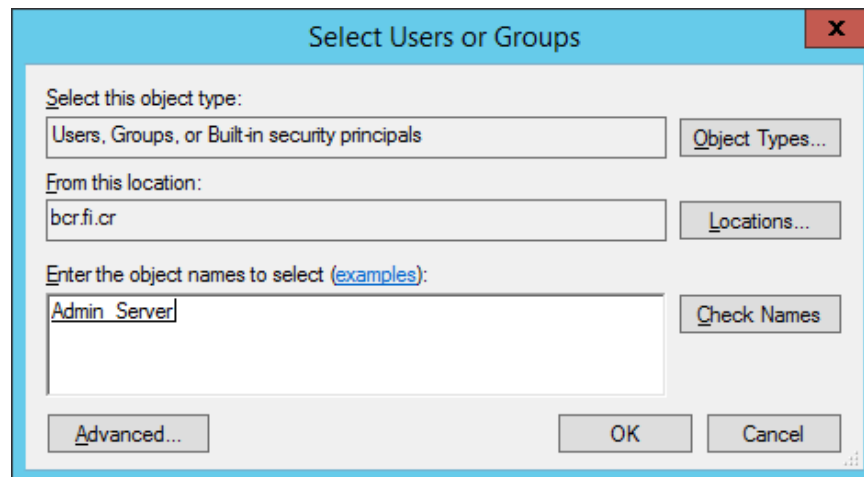 Select Users or Groups
x
Select this object type:
Users, Groups, or Built-in security principals
Object Types...
From this location:
bcr.fi.cr
Locations...
Enter the object names to select (examples):
Admin_Server
Check Names
Advanced...
OK
Cancel